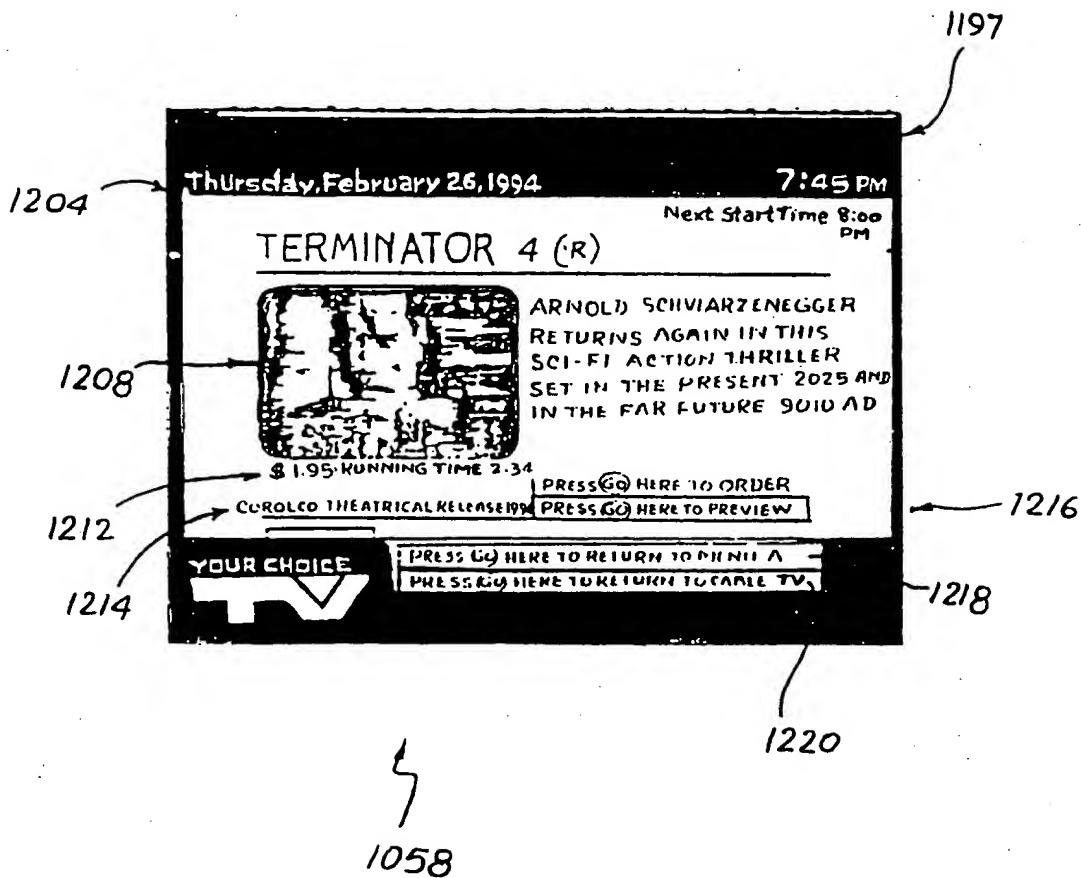 1197
Thursday, February 26, 1994 7:45 PM
1204
Next Start Time 8:00
PM
TERMINATOR 4 (R)
ARNOLD SCHWARZENEGGER
RETURNS AGAIN IN THIS
SCI-FI ACTION THRILLER
SET IN THE PRESENT 2025 AND
IN THE FAR FUTURE 9010 AD
1208
$1.95 RUNNING TIME 2.34
1212
PRESS GO HERE TO ORDER
COROLCO THEATRICAL RELEASE 199
PRESS GO HERE TO PREVIEW
1216
1214
YOUR CHOICE
TV
PRESS GO HERE TO RETURN TO MENU A
PRESS GO HERE TO RETURN TO CABLE TV
1218
1220
1058